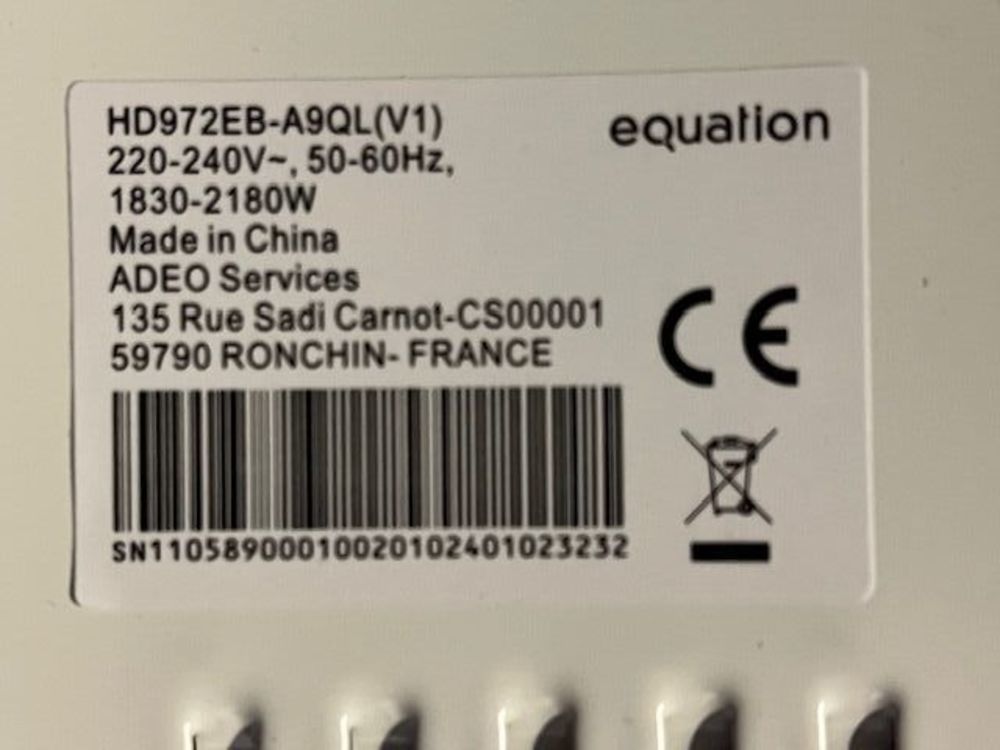 HD972EB-A9QL(V1)
equation
220-240V~, 50-60Hz,
1830-2180W
Made in China
ADEO Services
135 Rue Sadi Carnot-CS00001
59790 RONCHIN- FRANCE
CE
SN11058900010020102401023232